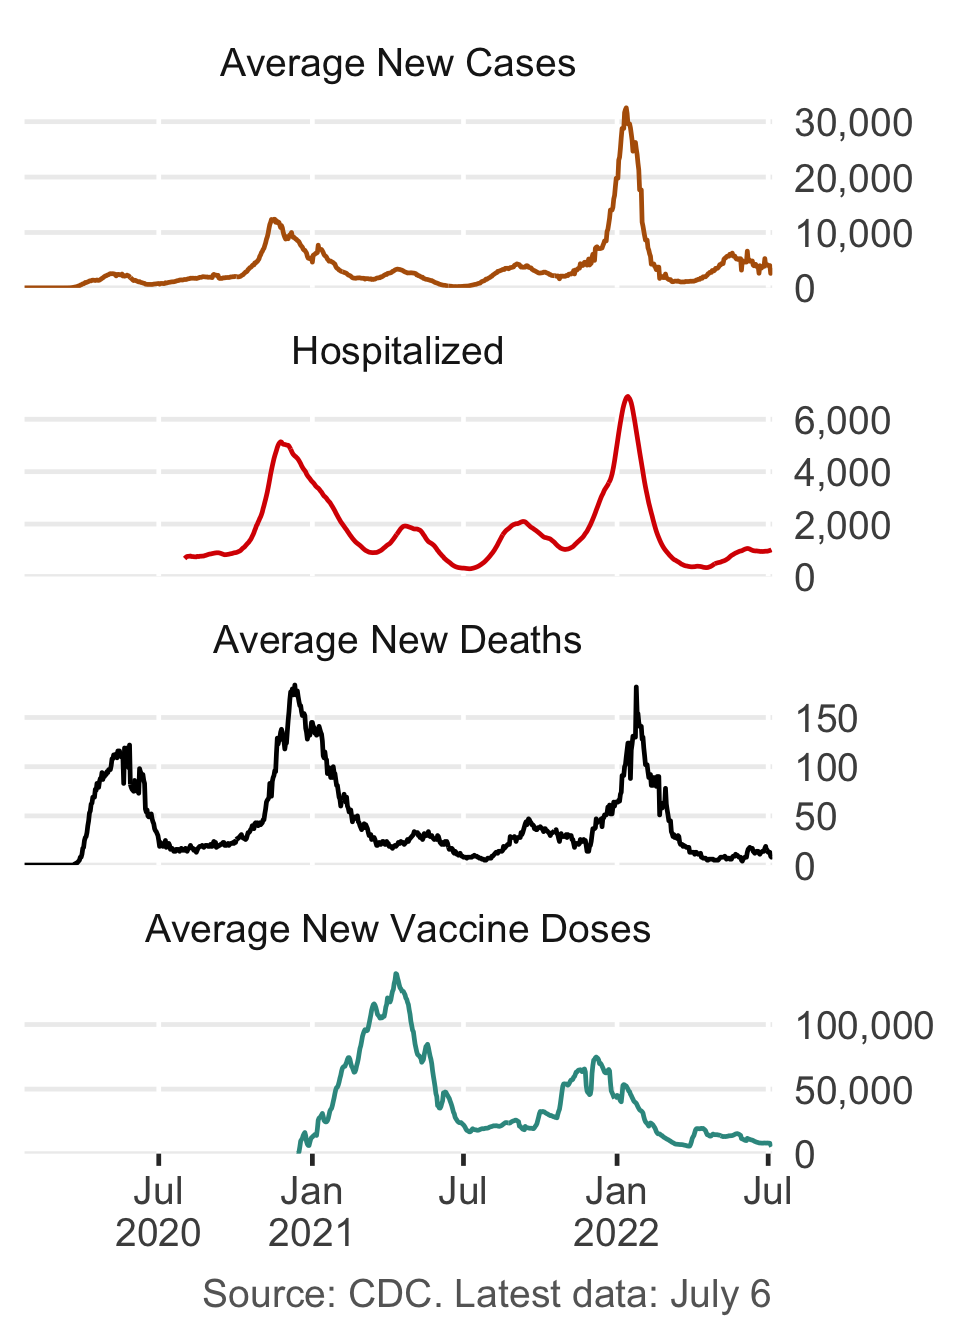 Average New Cases
30,000
20,000
10,000
0
Hospitalized
6,000
4,000
2,000
0
Average New Deaths
150
100
50
0
Average New Vaccine Doses
100,000
50,000
0
Jul Jan Jul Jan Jul
2020 2021 2022
Source: CDC. Latest data: July 6